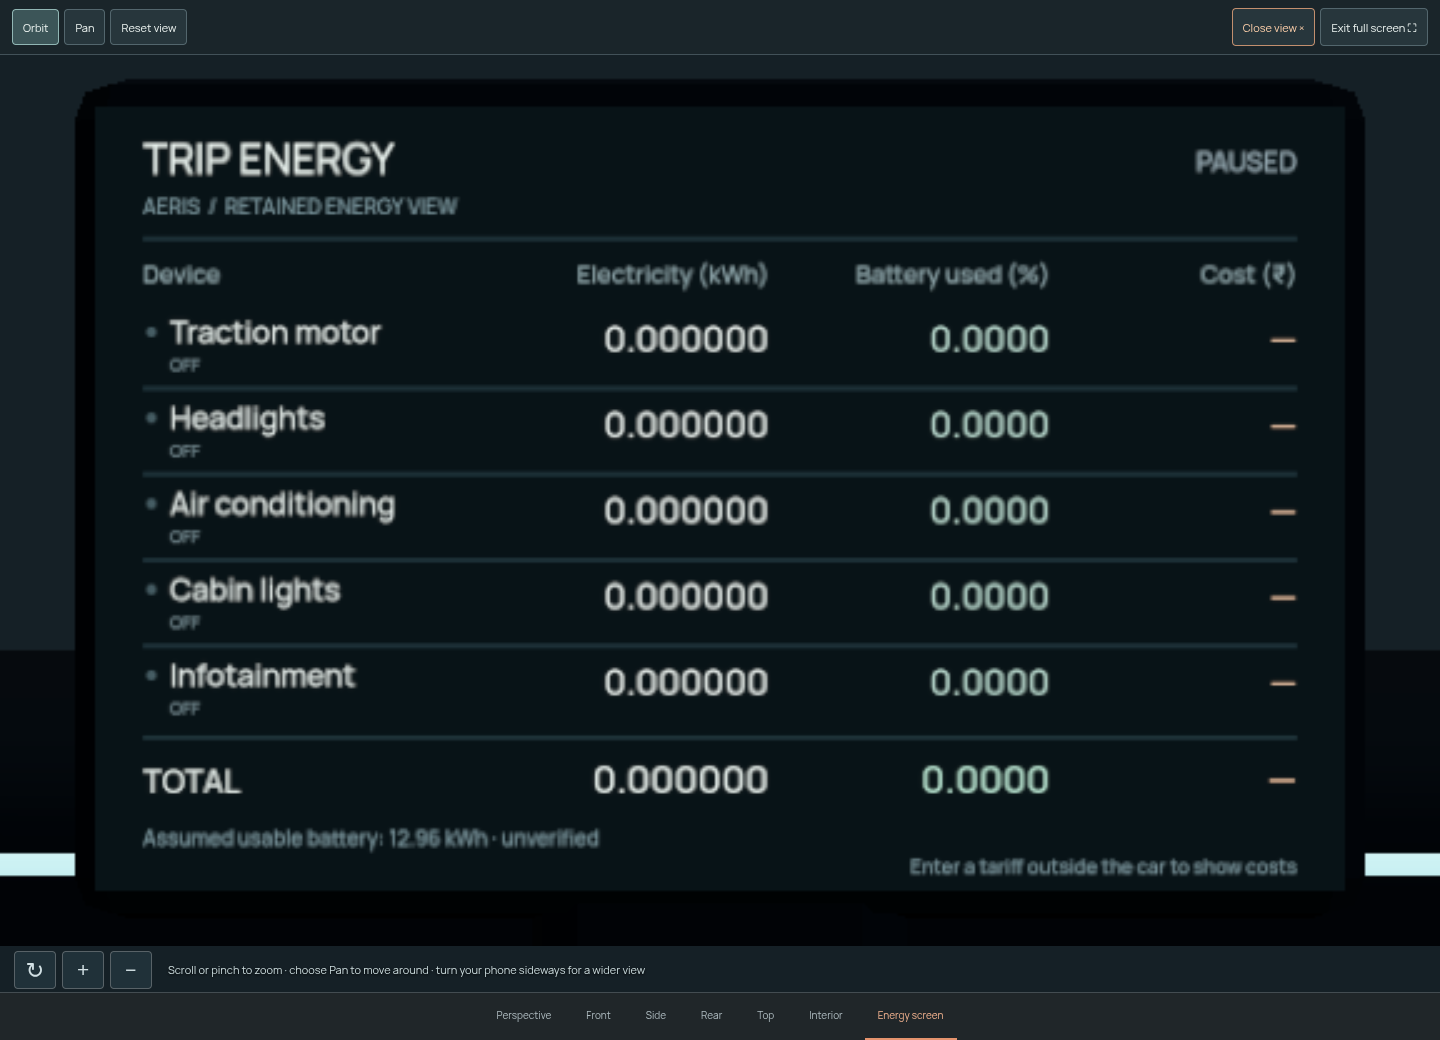 Orbit Pan Reset view Close view × Exit full screen
TRIP ENERGY PAUSED
AERIS / RETAINED ENERGY VIEW
Device Electricity (kWh) Battery used (%) Cost (₹)
Traction motor 0.000000 0.0000 —
OFF
Headlights 0.000000 0.0000 —
OFF
Air conditioning 0.000000 0.0000 —
OFF
Cabin lights 0.000000 0.0000 —
OFF
Infotainment 0.000000 0.0000 —
OFF
TOTAL 0.000000 0.0000 —
Assumed usable battery: 12.96 kWh · unverified
Enter a tariff outside the car to show costs
↻ + − Scroll or pinch to zoom · choose Pan to move around · turn your phone sideways for a wider view
Perspective Front Side Rear Top Interior Energy screen